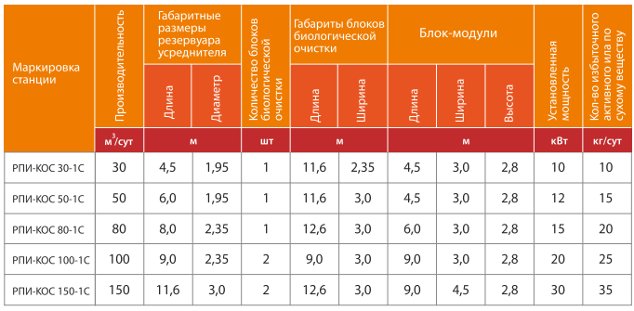 Маркировка станции
Производительность
Габаритные размеры резервуара усреднителя
Длина
Диаметр
Количество блоков биологической очистки
Габариты блоков биологической очистки
Длина
Ширина
Блок-модули
Длина
Ширина
Высота
Установленная мощность
Кол-во избыточного активного ила по сухому веществу
м³/сут м шт м м кВт кг/сут
РПИ-КОС 30-1С 30 4,5 1,95 1 11,6 2,35 4,5 3,0 2,8 10 10
РПИ-КОС 50-1С 50 6,0 1,95 1 11,6 3,0 4,5 3,0 2,8 12 15
РПИ-КОС 80-1С 80 8,0 2,35 1 12,6 3,0 6,0 3,0 2,8 15 20
РПИ-КОС 100-1С 100 9,0 2,35 2 9,0 3,0 9,0 3,0 2,8 20 25
РПИ-КОС 150-1С 150 11,6 3,0 2 12,6 3,0 9,0 4,5 2,8 30 35